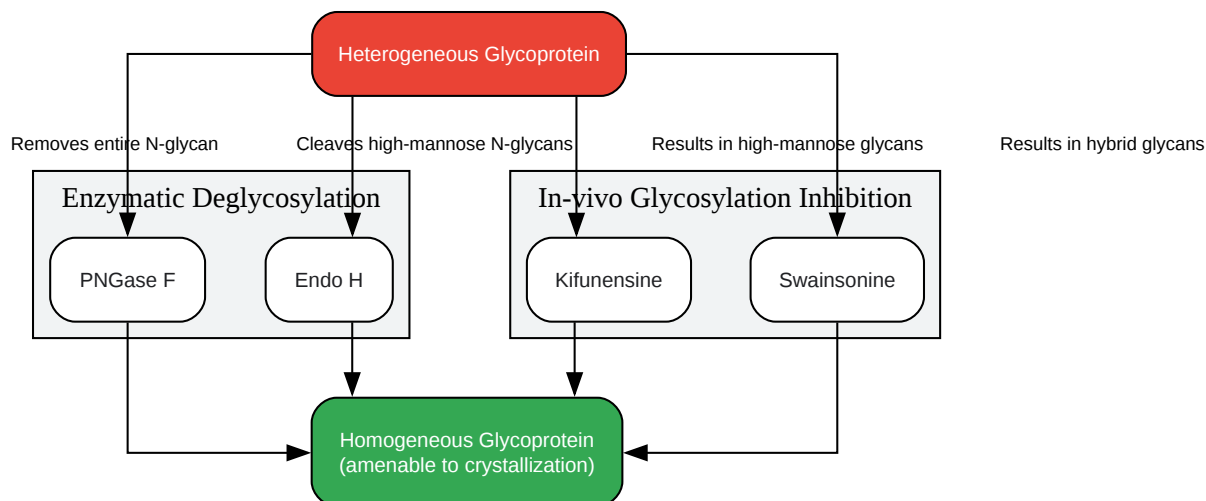 Heterogeneous Glycoprotein
Removes entire N-glycan
Cleaves high-mannose N-glycans
Results in high-mannose glycans
Results in hybrid glycans
Enzymatic Deglycosylation
In-vivo Glycosylation Inhibition
PNGase F
Endo H
Kifunensine
Swainsonine
Homogeneous Glycoprotein
(amenable to crystallization)